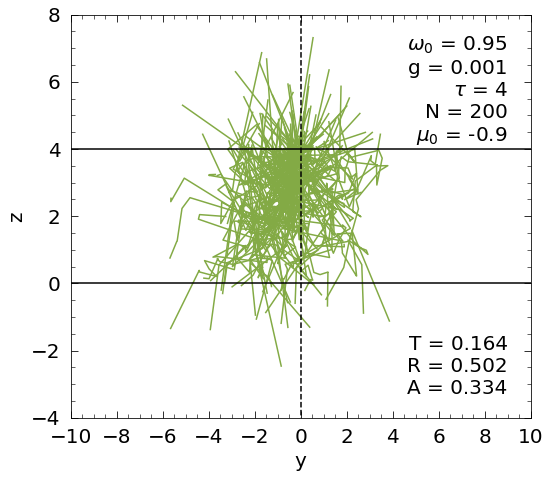 8
6
4
2
0
−2
−4
z
ω₀ = 0.95
g = 0.001
τ = 4
N = 200
μ₀ = -0.9
T = 0.164
R = 0.502
A = 0.334
−10 −8 −6 −4 −2 0 2 4 6 8 10
y